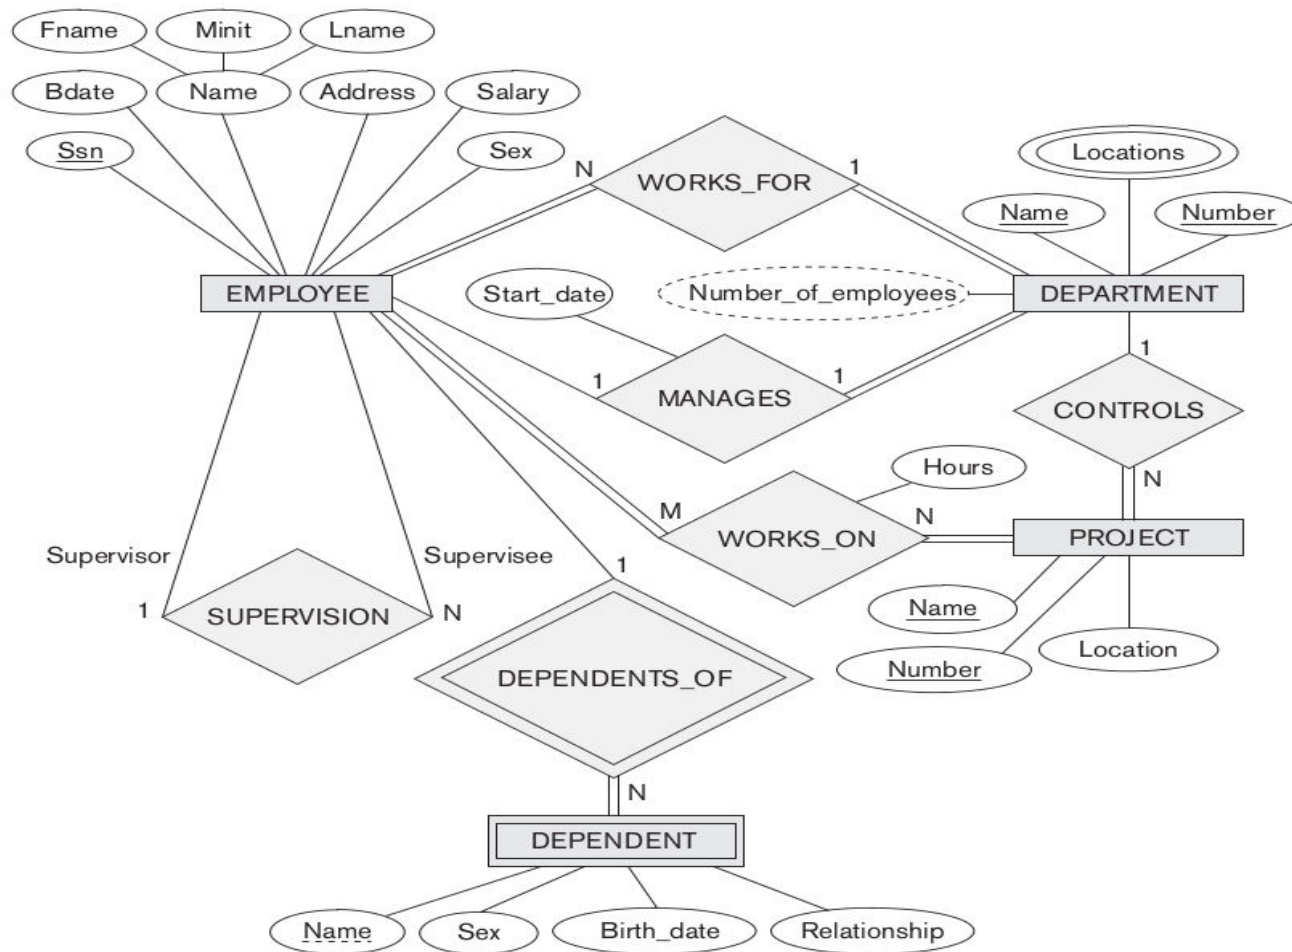 Fname Minit Lname
Bdate Name Address Salary
Ssn Sex
N WORKS_FOR 1
Locations
Name Number
EMPLOYEE Start_date Number_of_employees DEPARTMENT
1 MANAGES 1
1
CONTROLS
N
Hours
M WORKS_ON N PROJECT
Supervisor Supervisee
1 SUPERVISION N
1
Name
Number
Location
DEPENDENTS_OF
N
DEPENDENT
Name Sex Birth_date Relationship